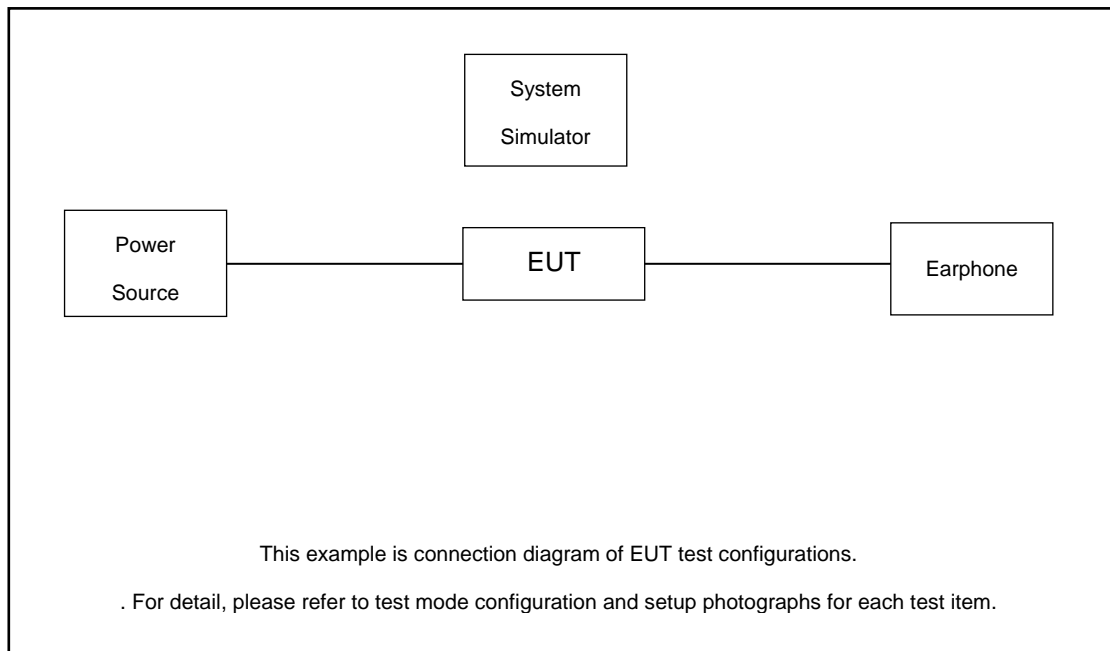 System
Simulator
Power
Source
EUT
Earphone
This example is connection diagram of EUT test configurations.
. For detail, please refer to test mode configuration and setup photographs for each test item.